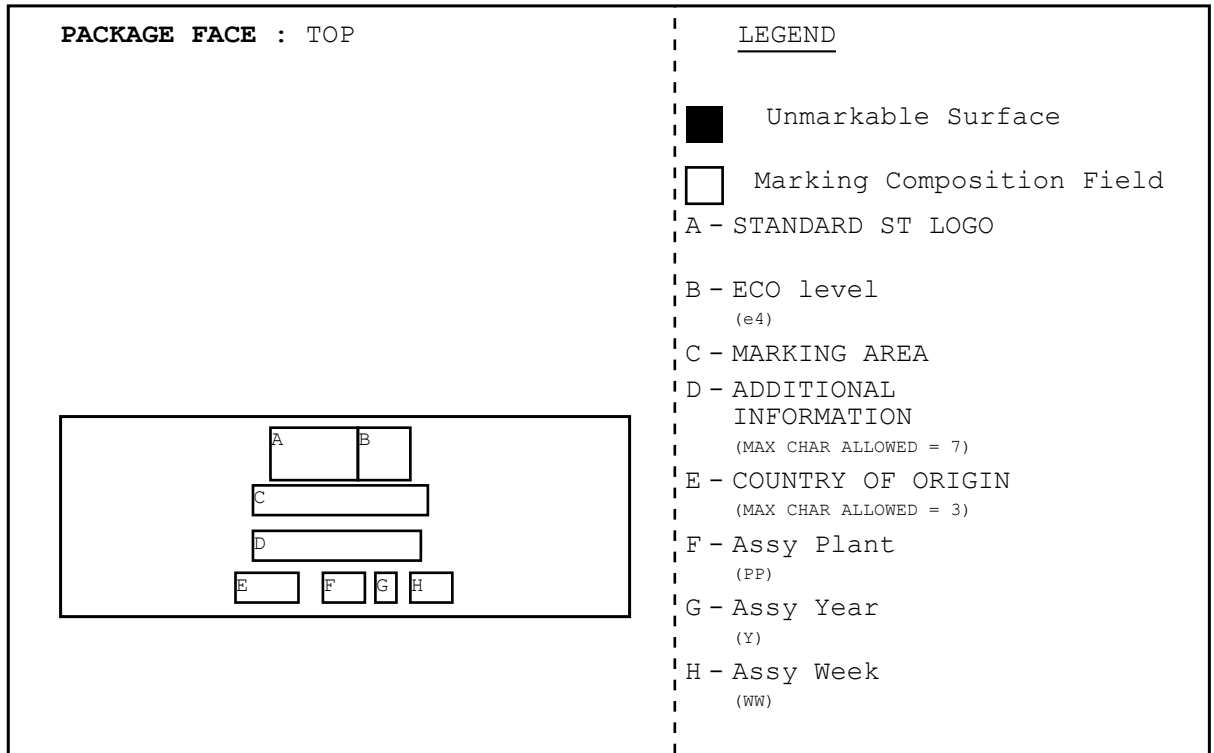 PACKAGE FACE : TOP
A B
C
D
E F G H
LEGEND
Unmarkable Surface
Marking Composition Field
A - STANDARD ST LOGO
B - ECO level
(e4)
C - MARKING AREA
D - ADDITIONAL
INFORMATION
(MAX CHAR ALLOWED = 7)
E - COUNTRY OF ORIGIN
(MAX CHAR ALLOWED = 3)
F - Assy Plant
(PP)
G - Assy Year
(Y)
H - Assy Week
(WW)